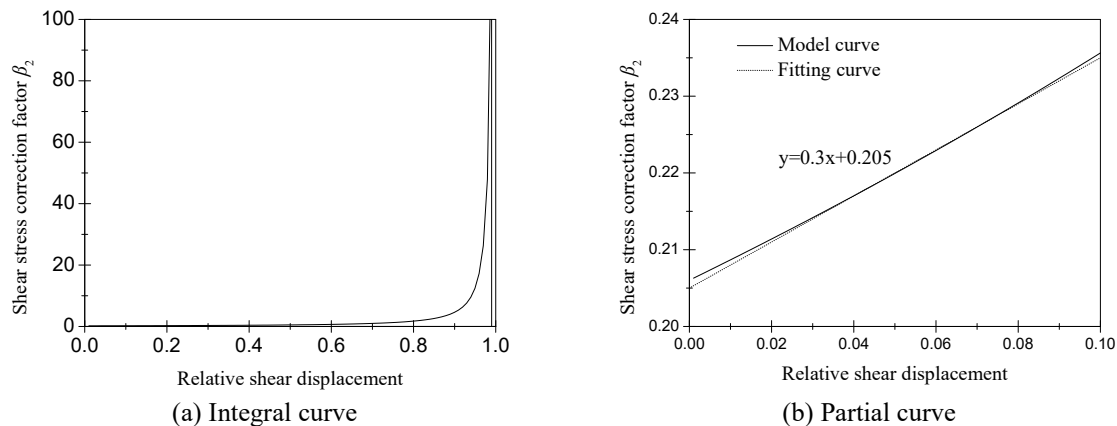 Shear stress correction factor β₂
100
80
60
40
20
0
0.0 0.2 0.4 0.6 0.8 1.0
Relative shear displacement
(a) Integral curve
Shear stress correction factor β₂
0.24
0.23
0.22
0.21
0.20
Model curve
Fitting curve
y=0.3x+0.205
0.00 0.02 0.04 0.06 0.08 0.10
Relative shear displacement
(b) Partial curve